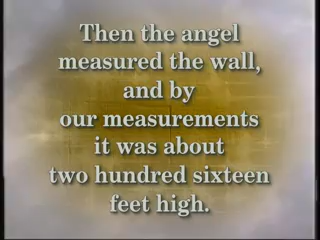 Then the angel
measured the wall,
and by
our measurements
it was about
two hundred sixteen
feet high.